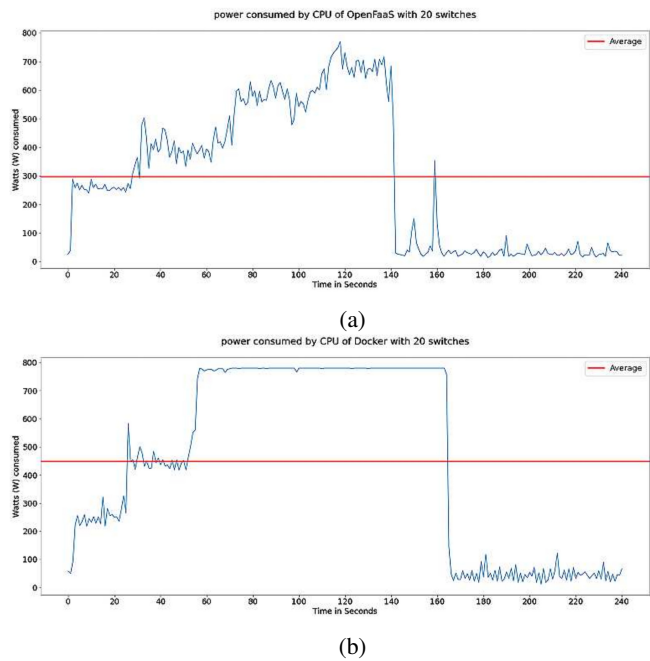 power consumed by CPU of OpenFaaS with 20 switches
800
700
600
500
400
300
200
100
0
Watts (W) consumed
Average
0 20 40 60 80 100 120 140 160 180 200 220 240
Time in Seconds
(a)
power consumed by CPU of Docker with 20 switches
800
700
600
500
400
300
200
100
0
Watts (W) consumed
Average
0 20 40 60 80 100 120 140 160 180 200 220 240
Time in Seconds
(b)